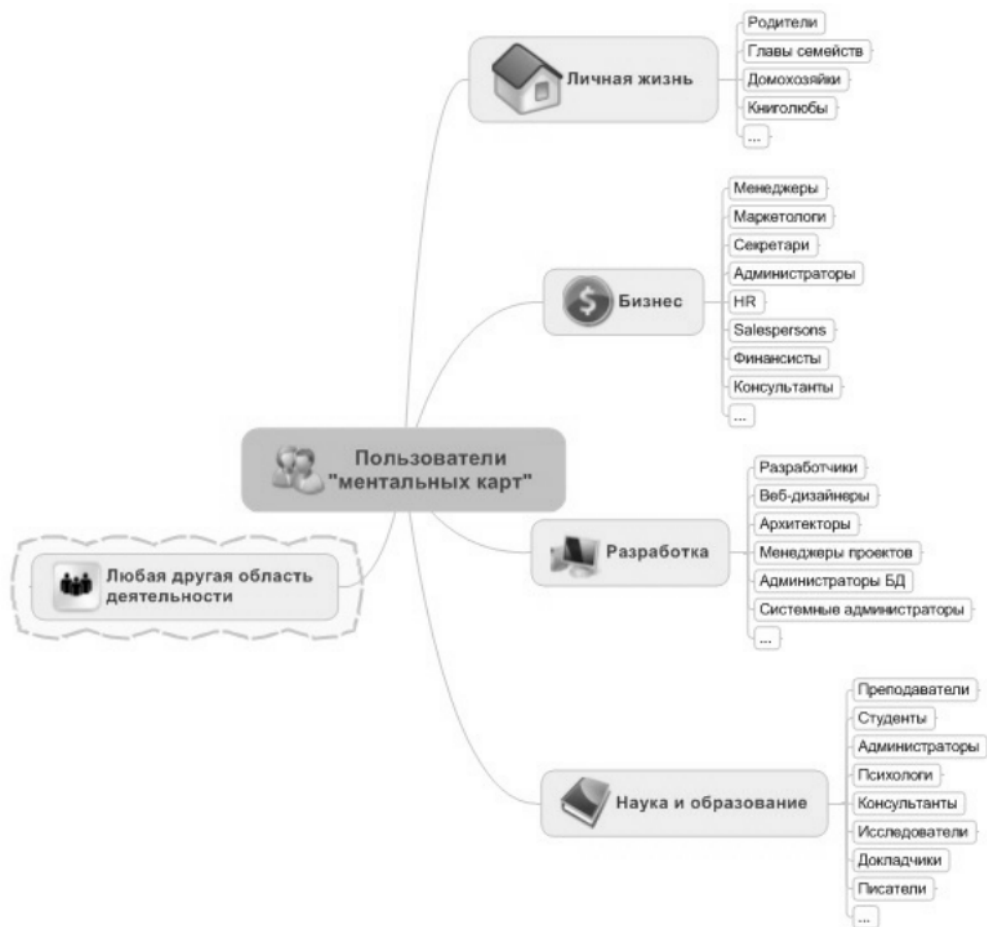 Личная жизнь
Родители
Главы семейств
Домохозяйки
Книголюбы
...
Бизнес
Менеджеры
Маркетологи
Секретари
Администраторы
HR
Salespersons
Финансисты
Консультанты
...
Пользователи
"ментальных карт"
Любая другая область
деятельности
Разработка
Разработчики
Веб-дизайнеры
Архитекторы
Менеджеры проектов
Администраторы БД
Системные администраторы
...
Наука и образование
Преподаватели
Студенты
Администраторы
Психологи
Консультанты
Исследователи
Докладчики
Писатели
...